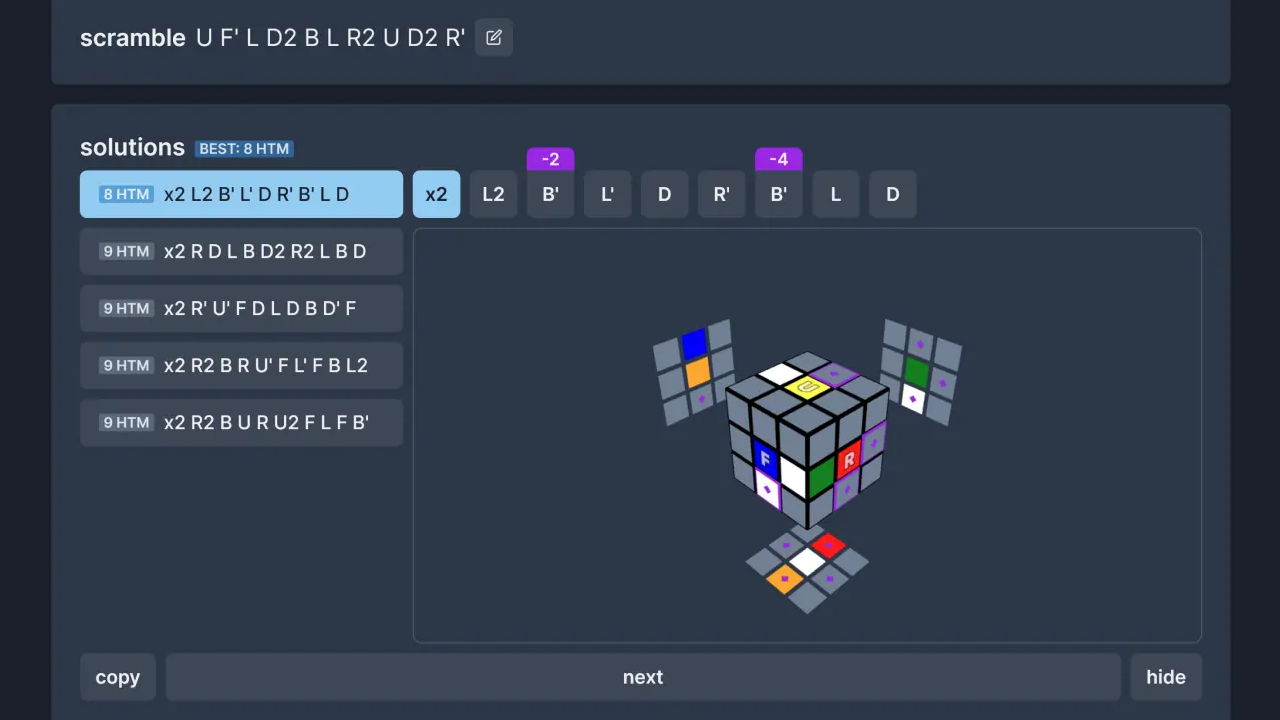 scramble U F' L D2 B L R2 U D2 R'
solutions BEST: 8 HTM
-2 -4
8 HTM x2 L2 B' L' D R' B' L D
x2 L2 B' L' D R' B' L D
9 HTM x2 R D L B D2 R2 L B D
9 HTM x2 R' U' F D L D B D' F
9 HTM x2 R2 B R U' F L' F B L2
9 HTM x2 R2 B U R U2 F L F B'
U
F R
copy next hide